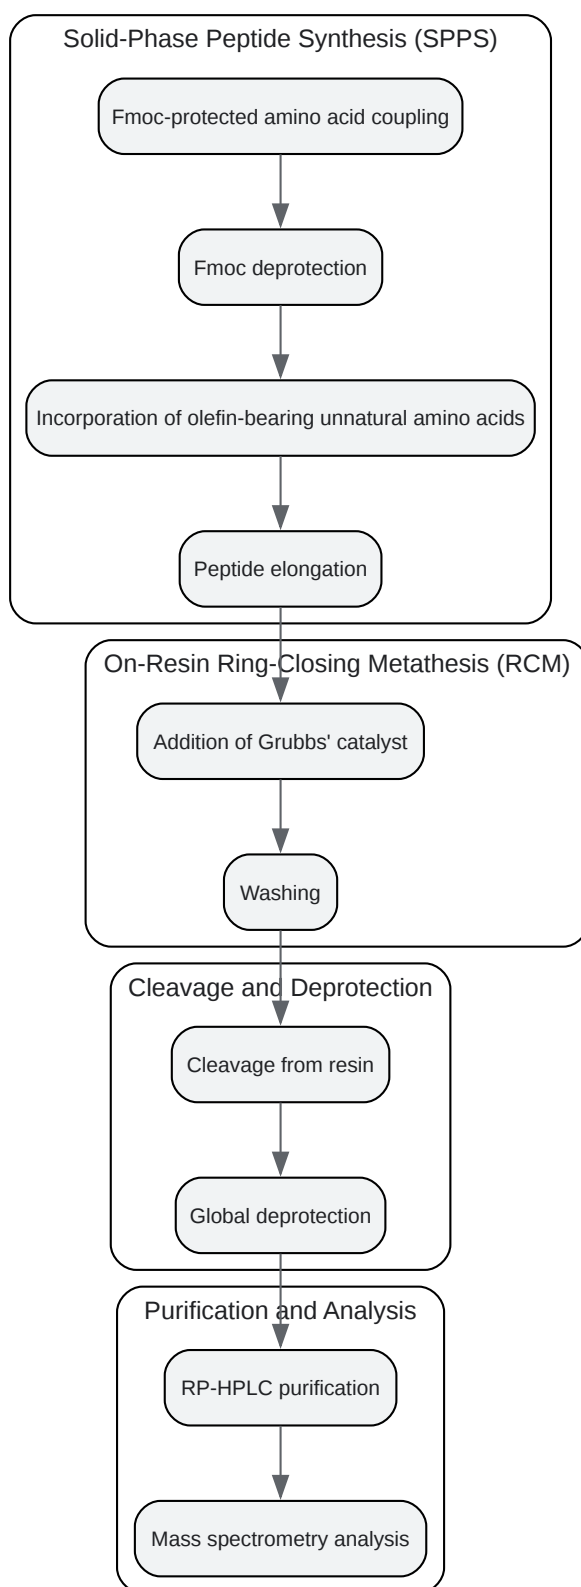 Solid-Phase Peptide Synthesis (SPPS)
Fmoc-protected amino acid coupling
Fmoc deprotection
Incorporation of olefin-bearing unnatural amino acids
Peptide elongation
On-Resin Ring-Closing Metathesis (RCM)
Addition of Grubbs' catalyst
Washing
Cleavage and Deprotection
Cleavage from resin
Global deprotection
Purification and Analysis
RP-HPLC purification
Mass spectrometry analysis